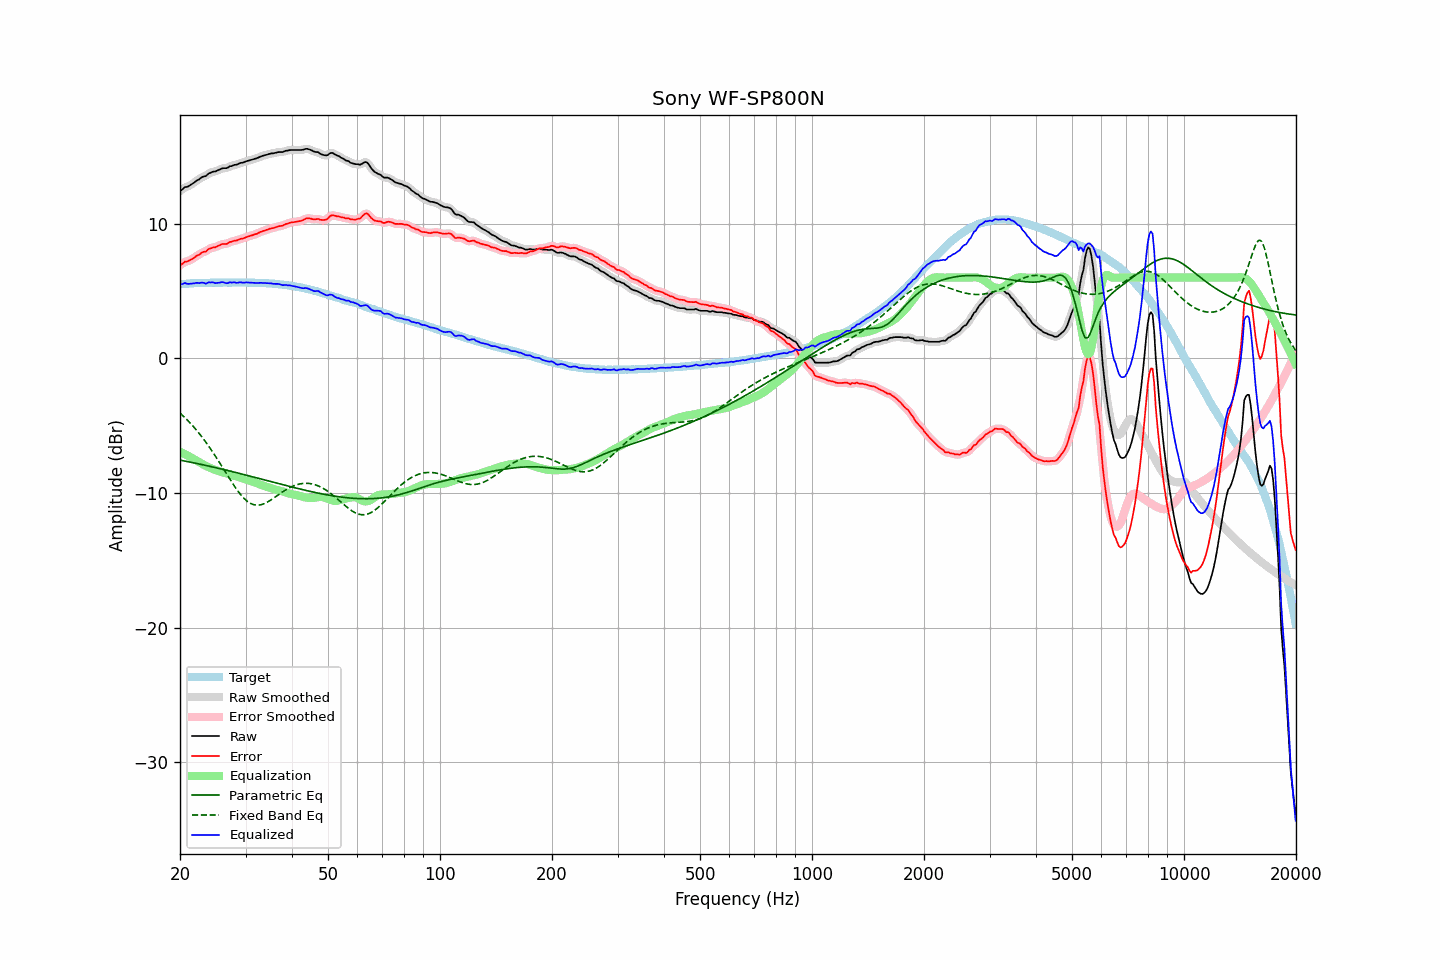 Sony WF-SP800N
Amplitude (dBr)
10
0
−10
−20
−30
Target
Raw Smoothed
Error Smoothed
Raw
Error
Equalization
Parametric Eq
Fixed Band Eq
Equalized
20 50 100 200 500 1000 2000 5000 10000 20000
Frequency (Hz)